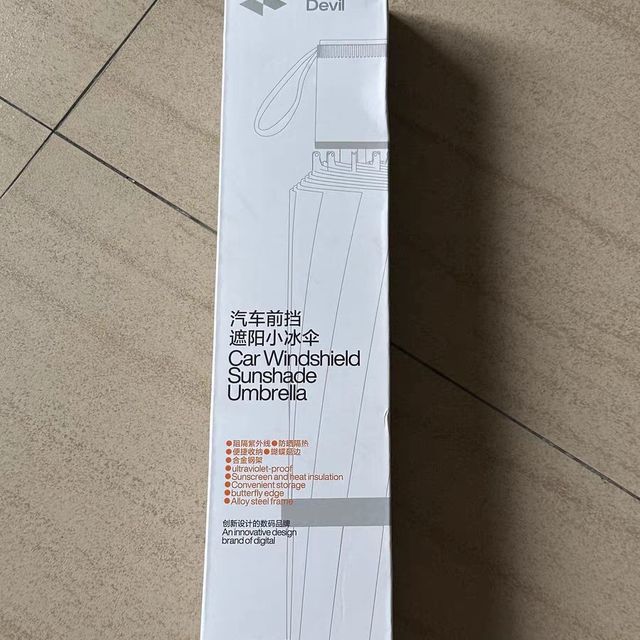 Devil
汽车前挡
遮阳小冰伞
Car Windshield
Sunshade
Umbrella
●阻隔紫外线●防晒隔热
●便捷收纳●蝴蝶延边
●合金钢架
●ultraviolet-proof
●Sunscreen and heat insulation
●Convenient storage
●butterfly edge
●Alloy steel frame
创新设计的数码品牌
An innovative design
brand of digital